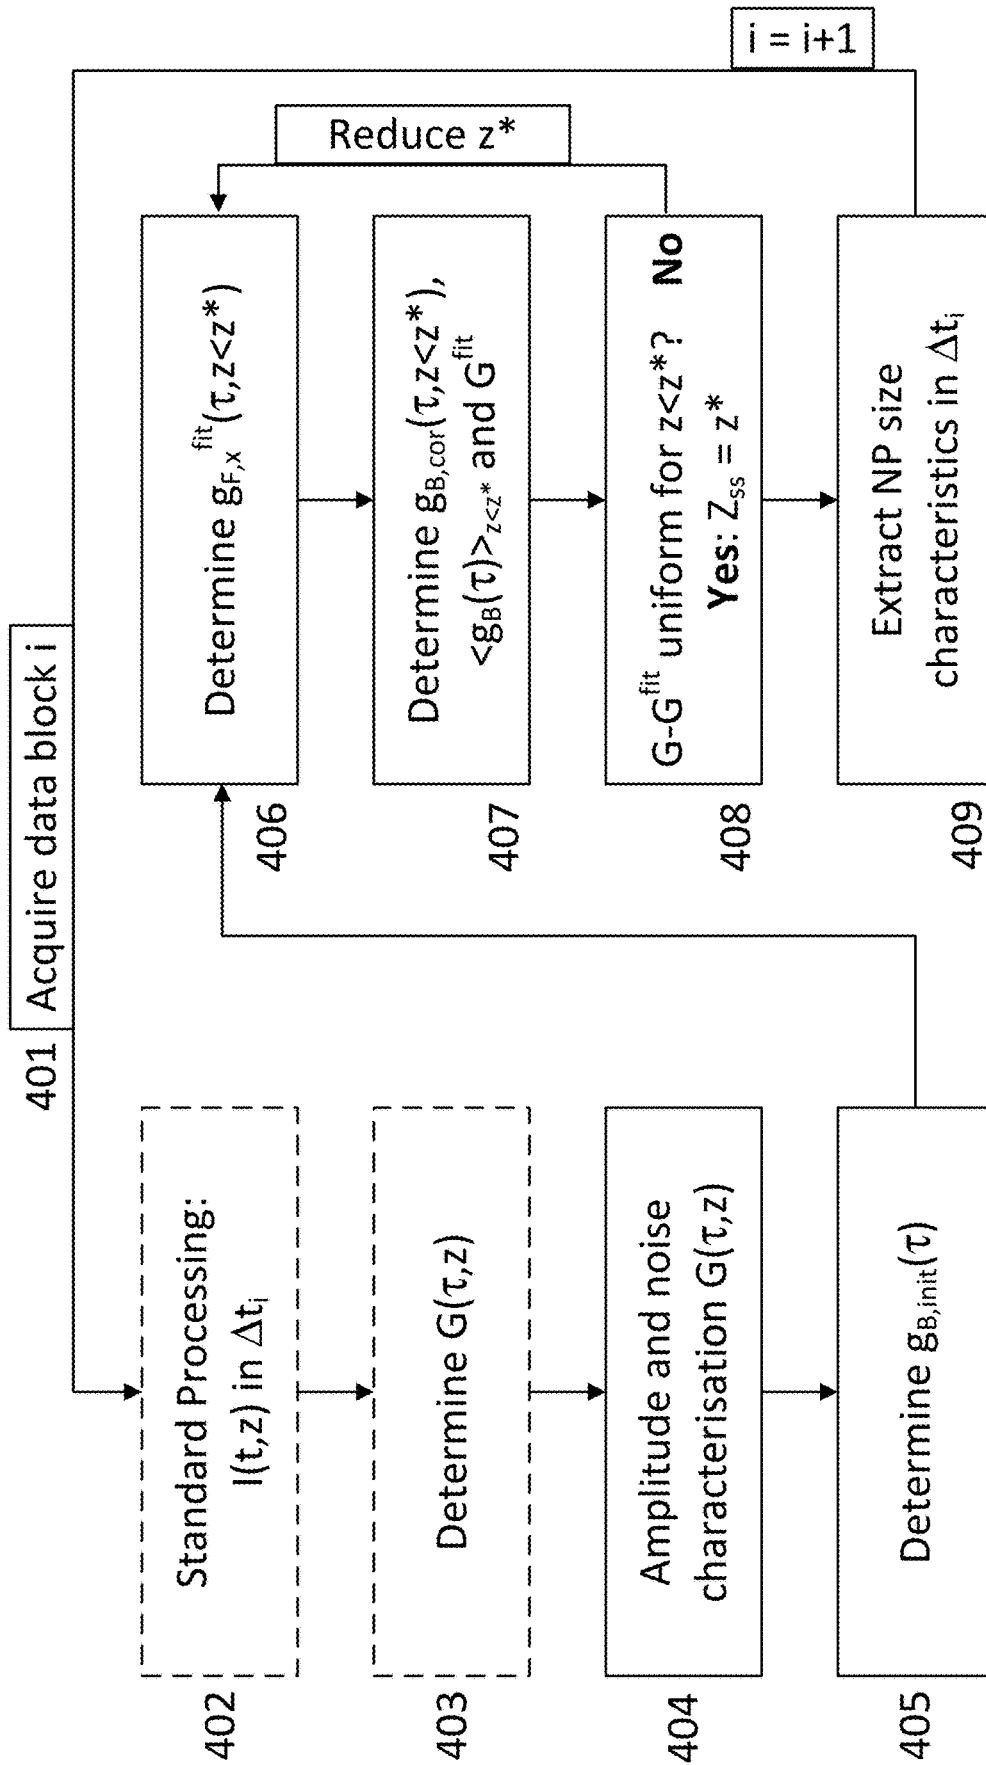 401 Acquire data block i
402
Standard Processing:
I(t,z) in Δtᵢ
403
Determine G(τ,z)
404
Amplitude and noise
characterisation G(τ,z)
405
Determine g_B,init(τ)
406
Determine g_F,x^fit(τ,z<z*)
407
Determine g_B,cor(τ,z<z*),
<g_B(τ)>_z<z* and G^fit
408
G-G^fit uniform for z<z*? No
Yes: Z_ss = z*
409
Extract NP size
characteristics in Δtᵢ
Reduce z*
i = i+1